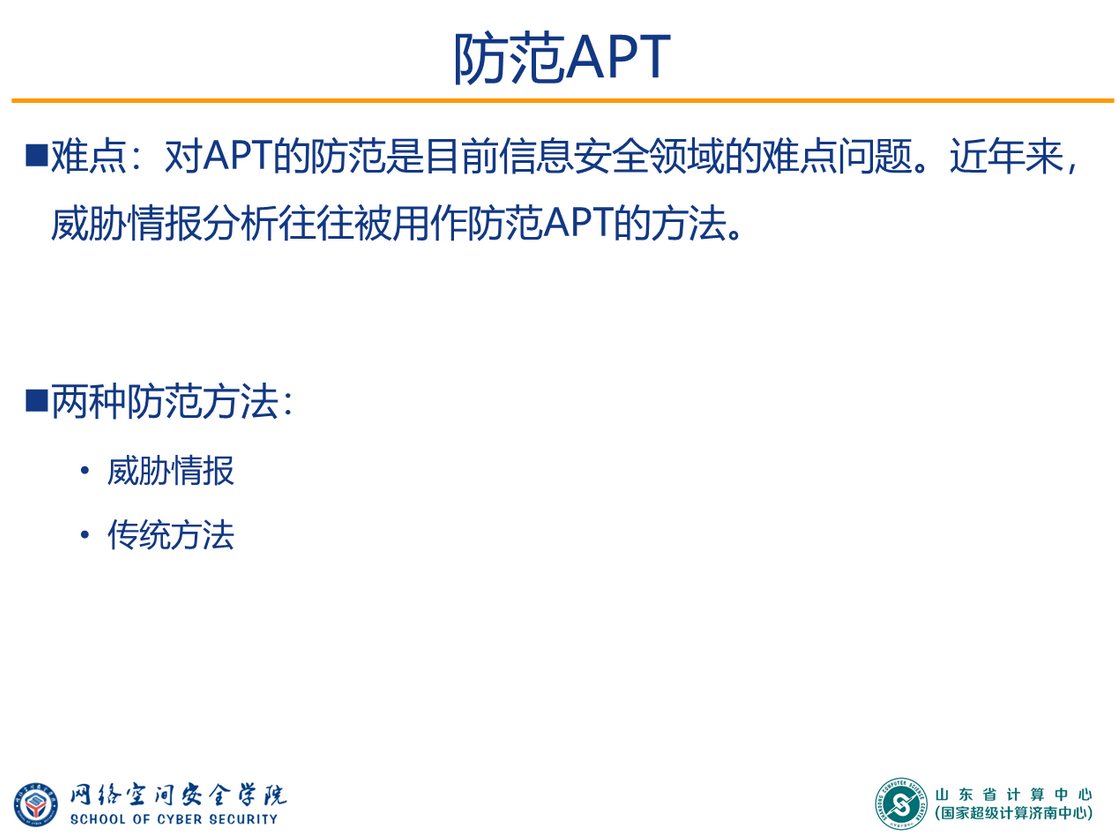 防范APT
■难点：对APT的防范是目前信息安全领域的难点问题。近年来，
威胁情报分析往往被用作防范APT的方法。
■两种防范方法：
• 威胁情报
• 传统方法
网络空间安全学院
SCHOOL OF CYBER SECURITY
山东省计算中心
(国家超级计算济南中心)